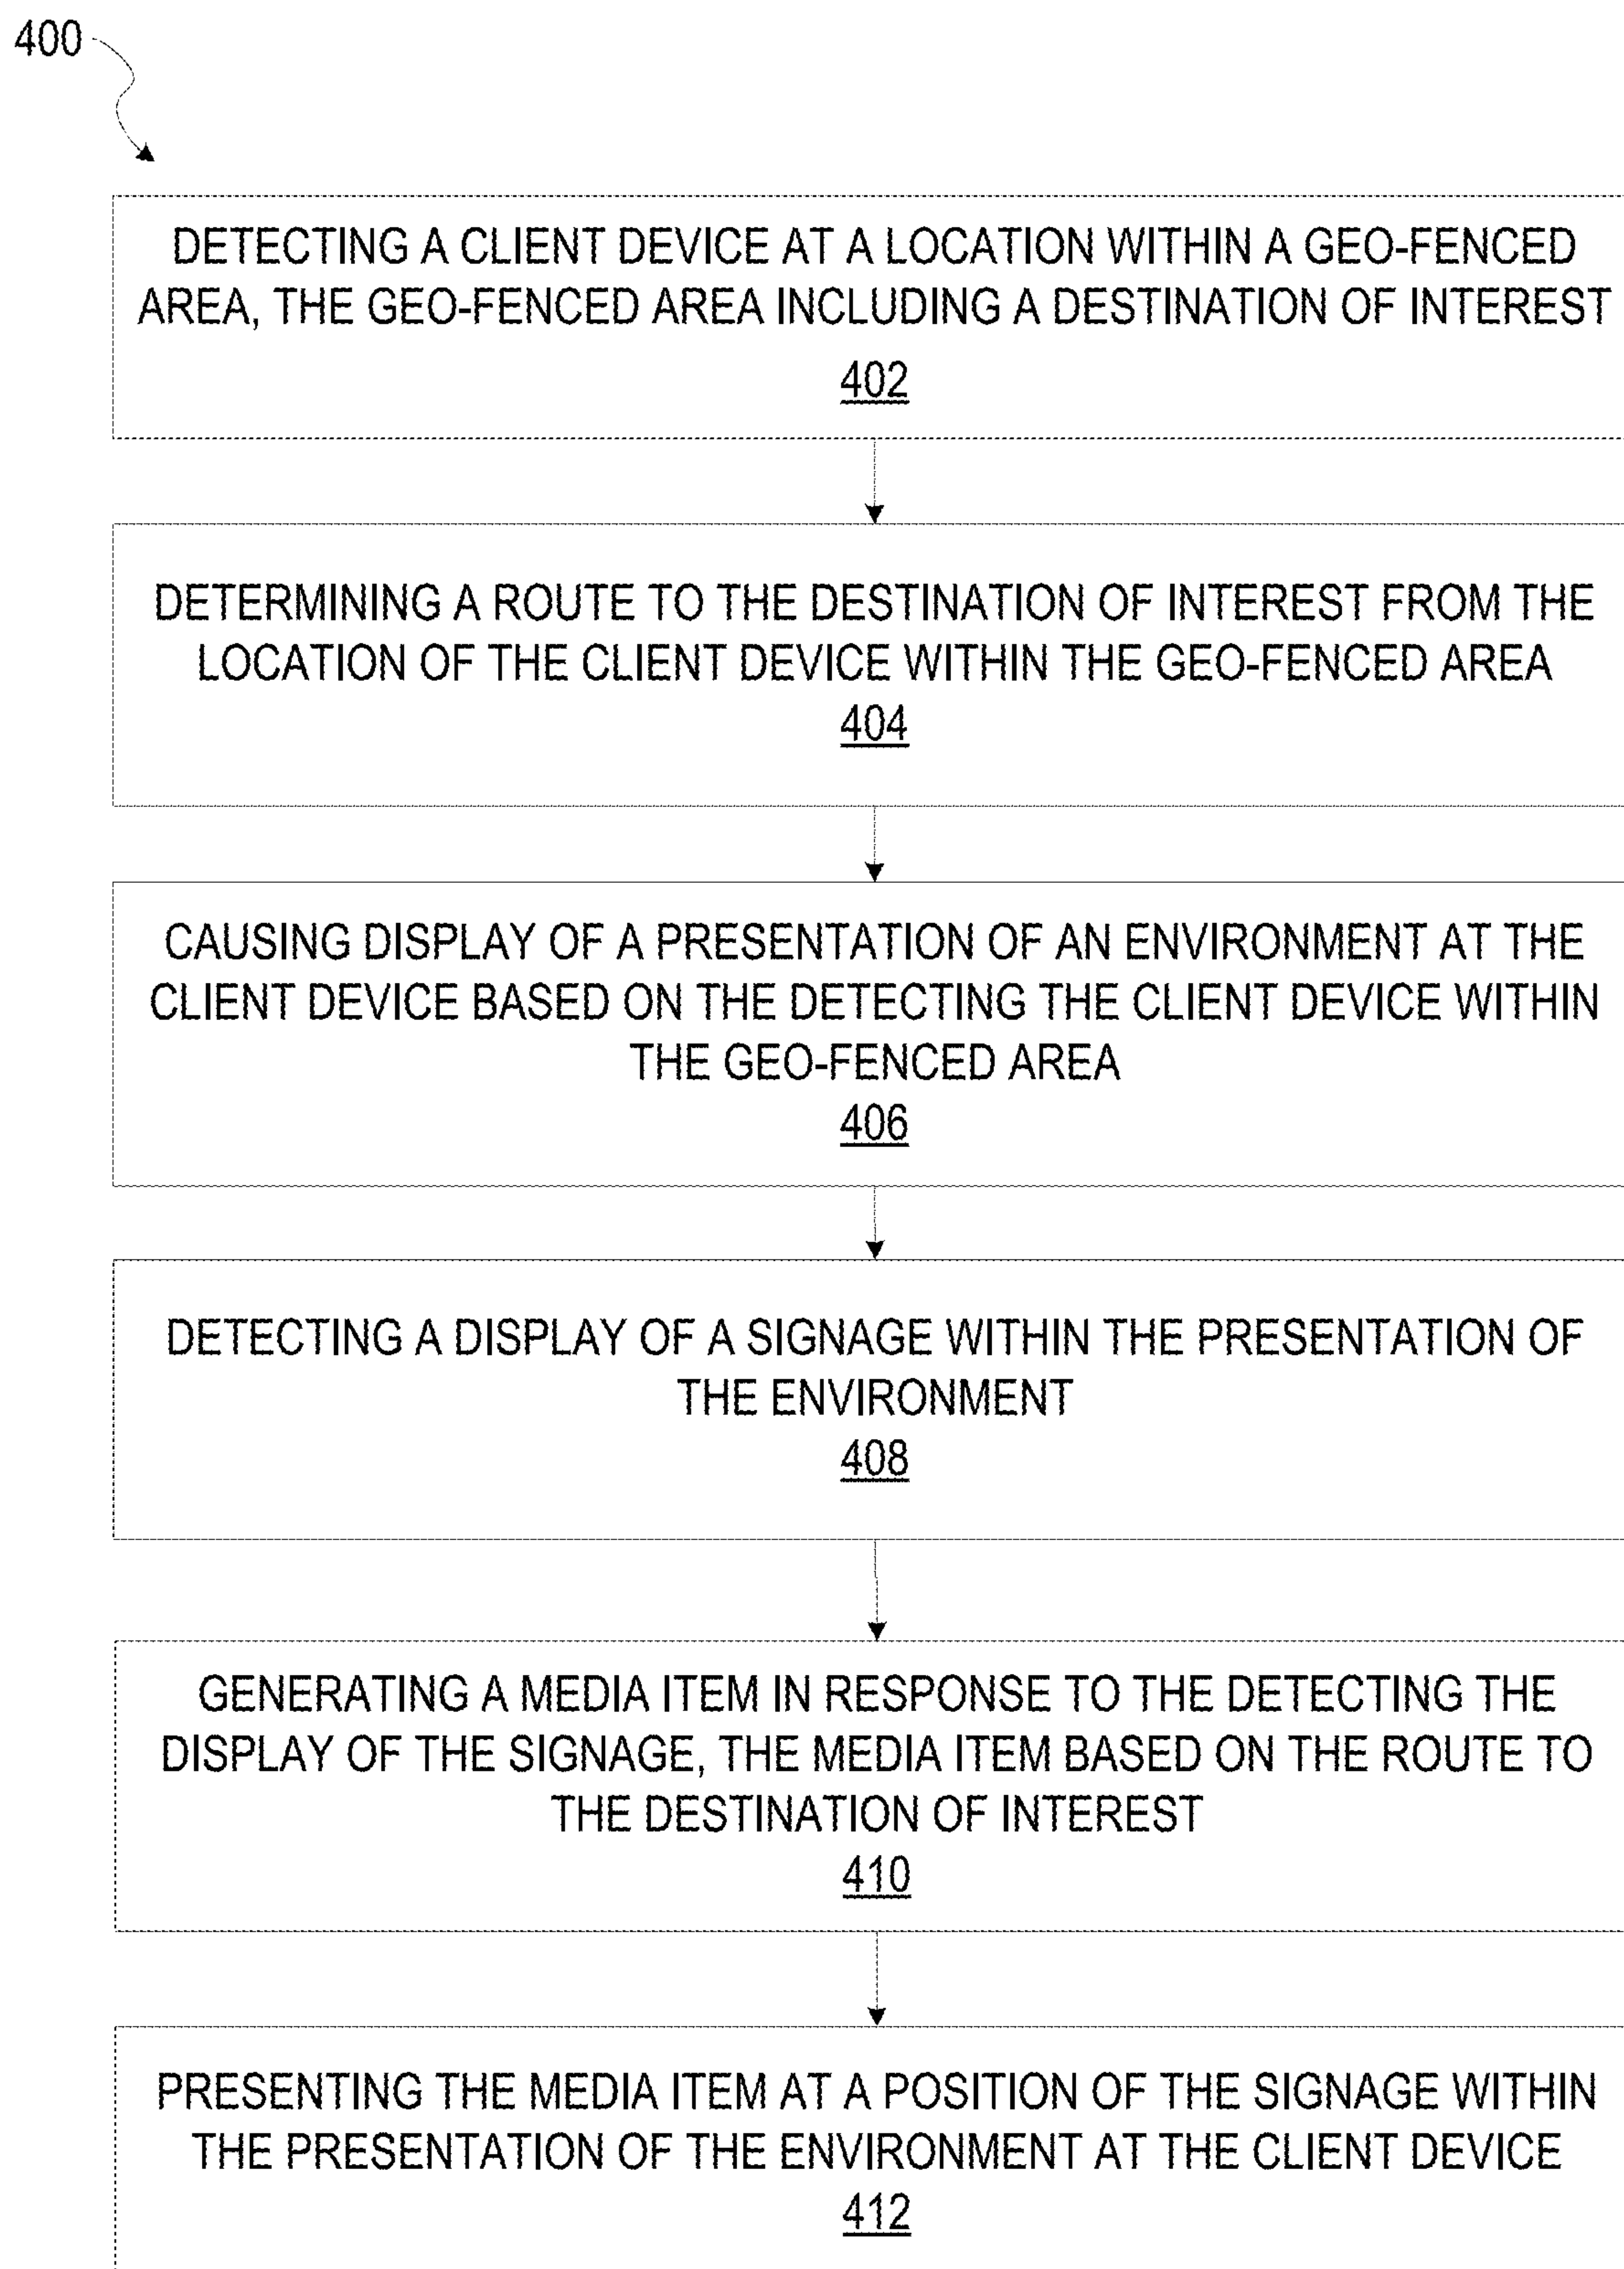 400
DETECTING A CLIENT DEVICE AT A LOCATION WITHIN A GEO-FENCED
AREA, THE GEO-FENCED AREA INCLUDING A DESTINATION OF INTEREST
402
DETERMINING A ROUTE TO THE DESTINATION OF INTEREST FROM THE
LOCATION OF THE CLIENT DEVICE WITHIN THE GEO-FENCED AREA
404
CAUSING DISPLAY OF A PRESENTATION OF AN ENVIRONMENT AT THE
CLIENT DEVICE BASED ON THE DETECTING THE CLIENT DEVICE WITHIN
THE GEO-FENCED AREA
406
DETECTING A DISPLAY OF A SIGNAGE WITHIN THE PRESENTATION OF
THE ENVIRONMENT
408
GENERATING A MEDIA ITEM IN RESPONSE TO THE DETECTING THE
DISPLAY OF THE SIGNAGE, THE MEDIA ITEM BASED ON THE ROUTE TO
THE DESTINATION OF INTEREST
410
PRESENTING THE MEDIA ITEM AT A POSITION OF THE SIGNAGE WITHIN
THE PRESENTATION OF THE ENVIRONMENT AT THE CLIENT DEVICE
412